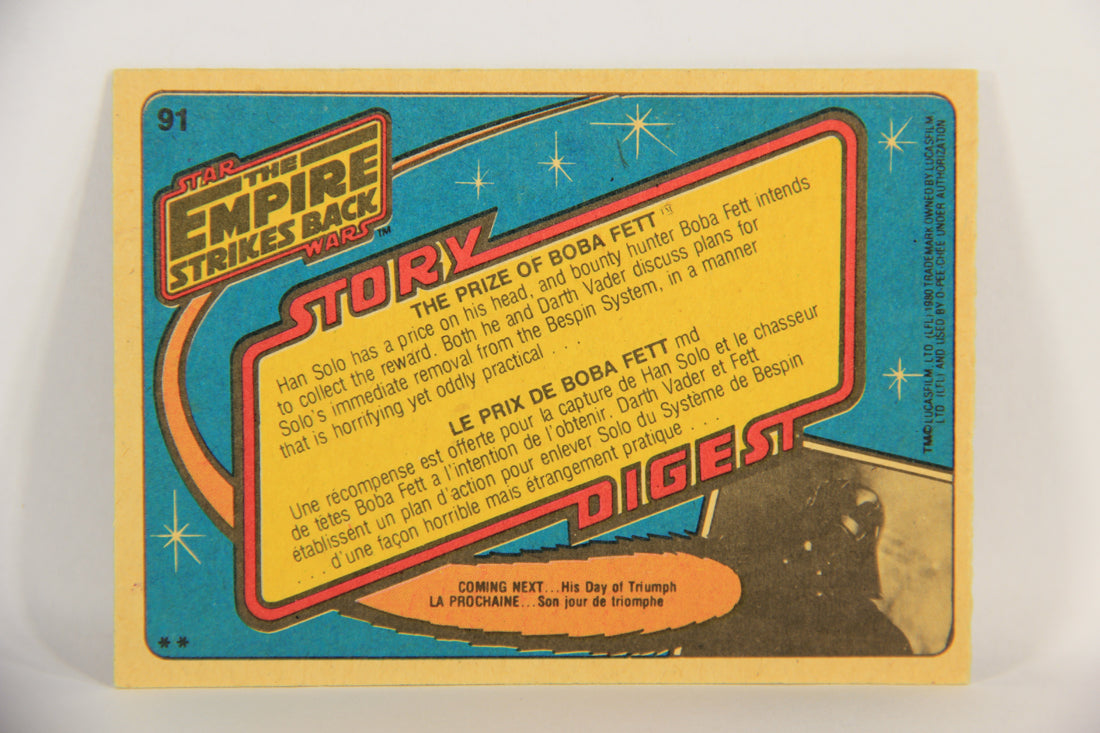 91
STAR
THE
EMPIRE
STRIKES BACK
WARS™
STORY
THE PRIZE OF BOBA FETT™
Han Solo has a price on his head, and bounty hunter Boba Fett intends
to collect the reward. Both he and Darth Vader discuss plans for
Solo's immediate removal from the Bespin System, in a manner
that is horrifying yet oddly practical . . .
LE PRIX DE BOBA FETT md
Une récompense est offerte pour la capture de Han Solo et le chasseur
de têtes Boba Fett a l'intention de l'obtenir. Darth Vader et Fett
établissént un plan d'action pour enlever Solo du Système de Bespin
. . . d'une façon horrible mais étrangement pratique . . .
DIGEST
COMING NEXT...His Day of Triumph
LA PROCHAINE...Son jour de triomphe
**
TM&©LUCASFILM, LTD. (LFL) 1980 TRADEMARK OWNED BY LUCASFILM
LTD. (LFL) AND USED BY O-PEE-CHEE UNDER AUTHORIZATION